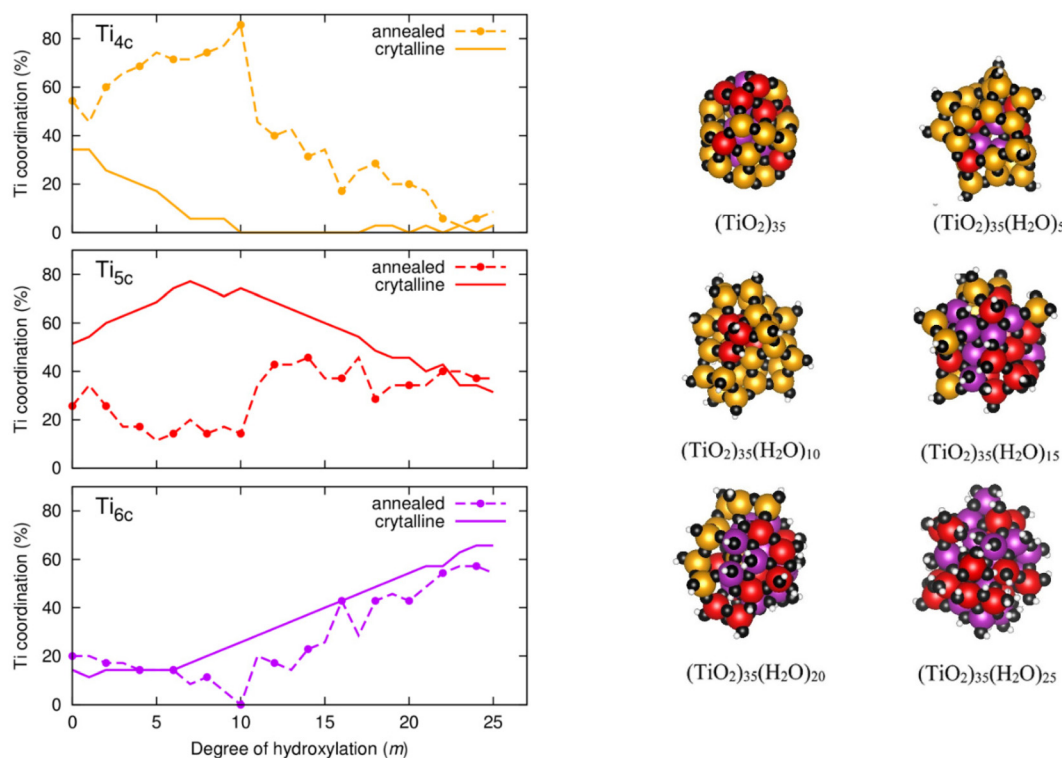 Ti4c
annealed
crytalline
Ti coordination (%)
80
60
40
20
0
Ti5c
annealed
crytalline
Ti coordination (%)
80
60
40
20
0
Ti6c
annealed
crytalline
Ti coordination (%)
80
60
40
20
0
0 5 10 15 20 25
Degree of hydroxylation (m)
(TiO2)35 (TiO2)35(H2O)5
(TiO2)35(H2O)10 (TiO2)35(H2O)15
(TiO2)35(H2O)20 (TiO2)35(H2O)25